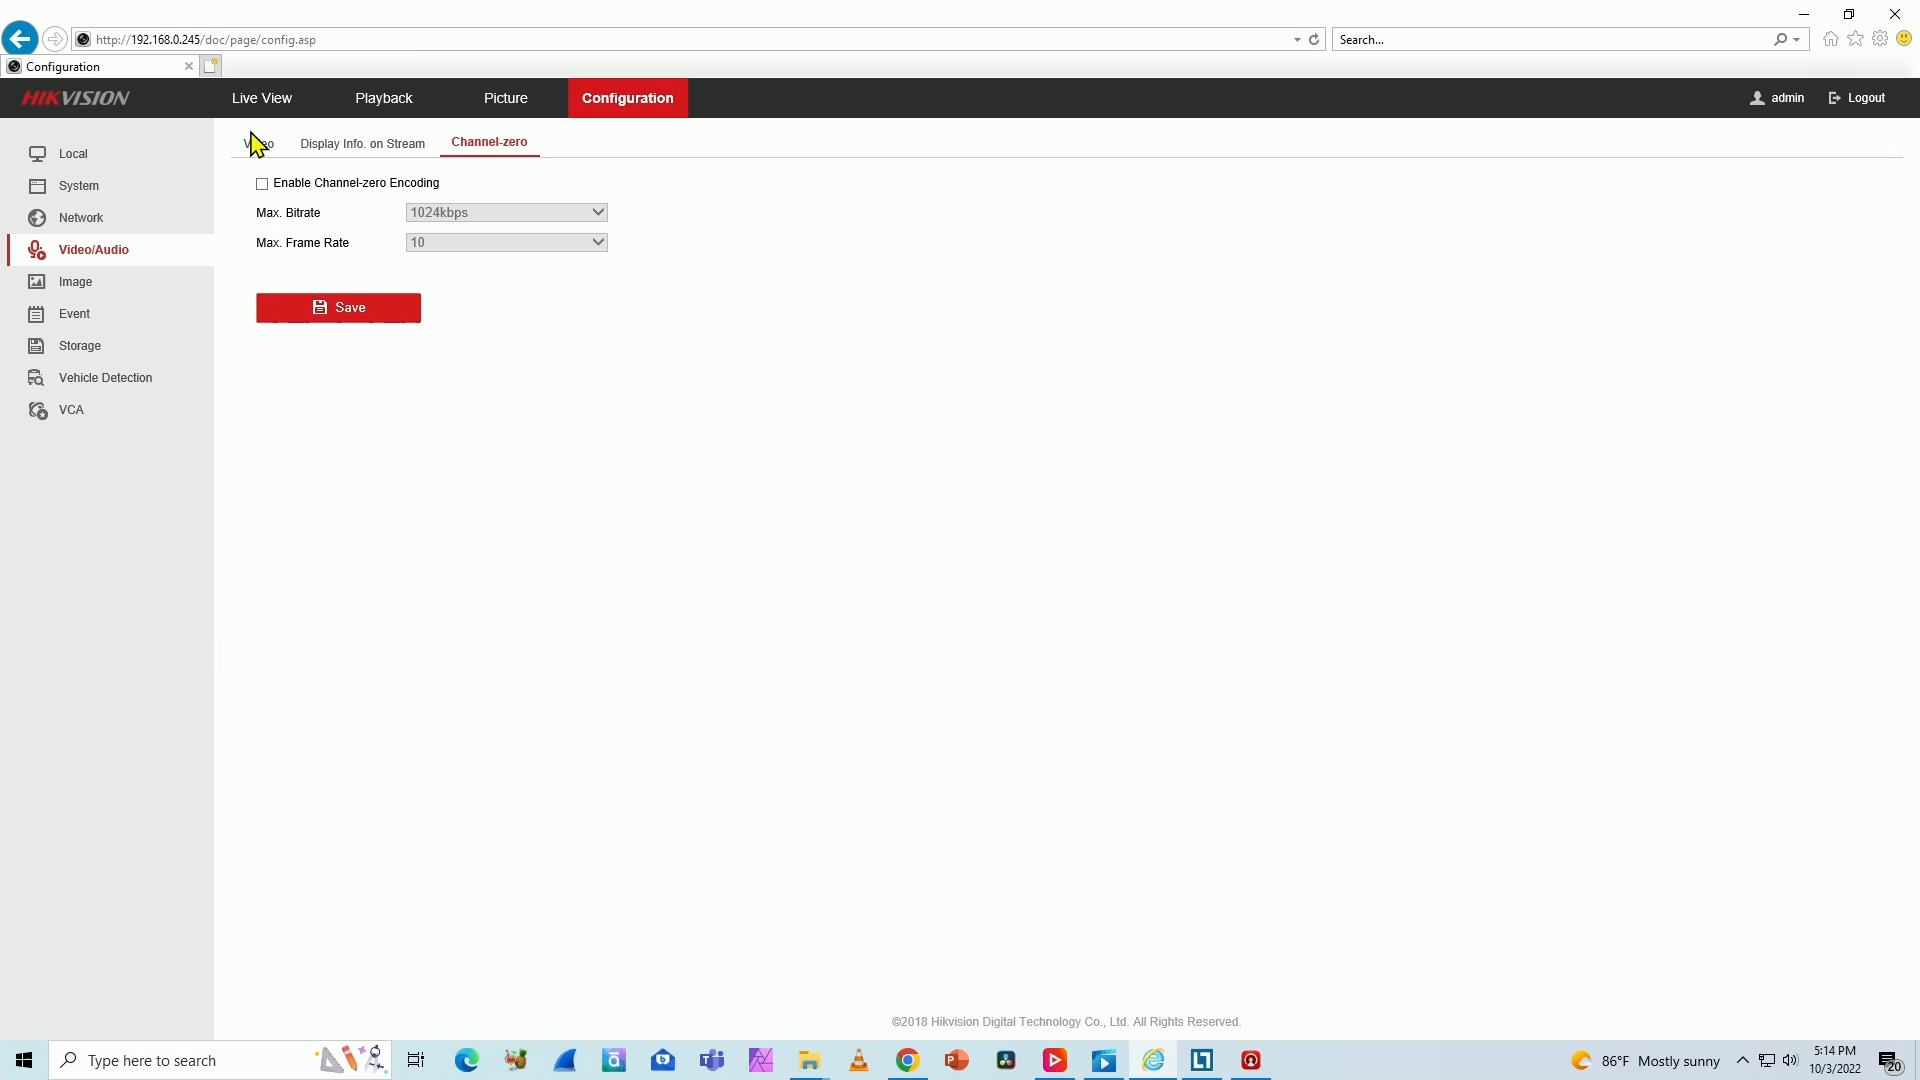 http://192.168.0.245/doc/page/config.asp
Search...
Configuration
HIKVISION
Live View
Playback
Picture
Configuration
admin
Logout
Display Info. on Stream
Channel-zero
Local
System
Network
Video/Audio
Image
Event
Storage
Vehicle Detection
VCA
Enable Channel-zero Encoding
Max. Bitrate
1024kbps
Max. Frame Rate
10
Save
©2018 Hikvision Digital Technology Co., Ltd. All Rights Reserved.
Type here to search
86°F Mostly sunny
5:14 PM
10/3/2022
20